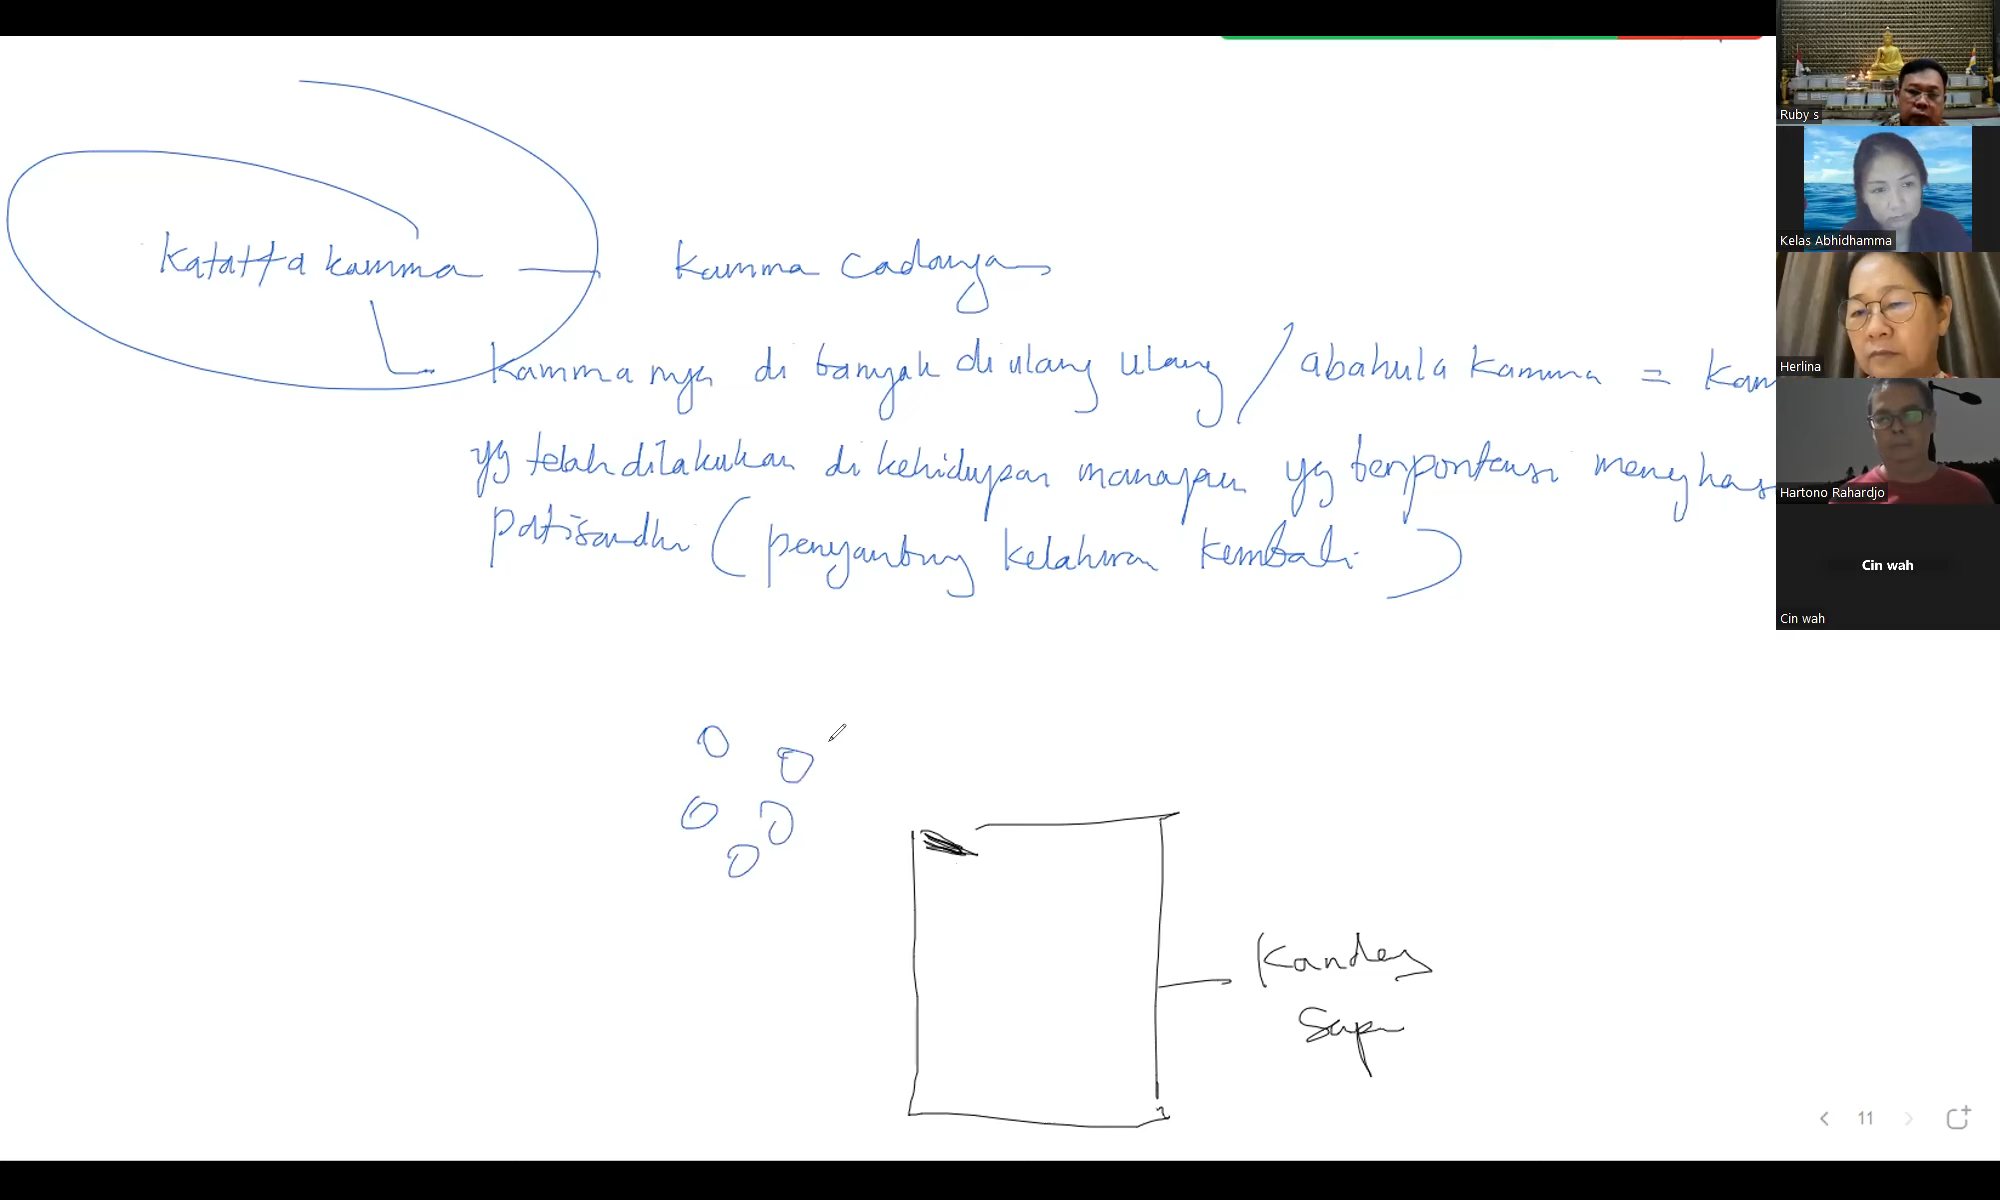 Ruby s
Kelas Abhidhamma
Katatta kamma — Kamma Cadangan
Herlina
Kamma nya di banyak di ulang ulang / abahula kamma = Kam
yg telah dilakukan di kehidupan manapun yg berpontensi menghas
Hartono Rahardjo
patisandhi (penyambung kelahiran kembali)
Cin wah
Cin wah
Kandang
Sapi
11